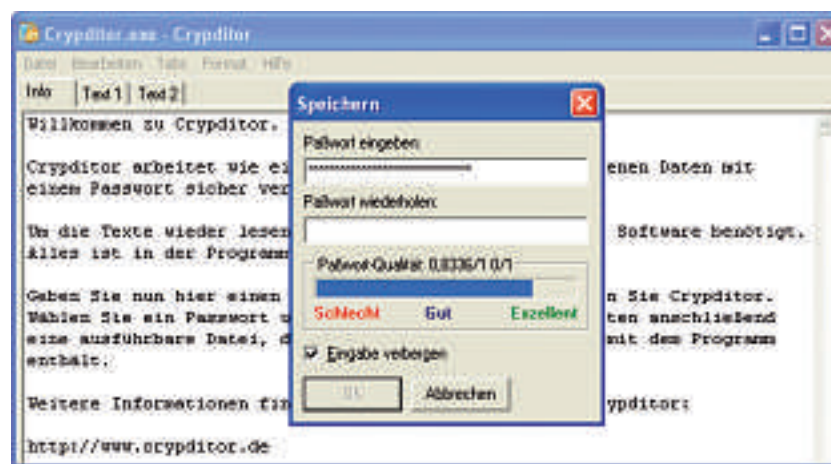 Crypditor.exe - Crypditor
Datei Bearbeiten Tabs Format Hilfe
Info Text 1 Text 2
Willkommen zu Crypditor.
Crypditor arbeitet wie ei
enen Daten mit
einem Passwort sicher ver
Um die Texte wieder lesen
Software benötigt.
Alles ist in der Programm
Geben Sie nun hier einen
n Sie Crypditor.
Wählen Sie ein Passwort u
ten anschließend
eine ausführbare Datei, d
mit dem Programm
enthält.
Weitere Informationen fin
ypditor:
http://www.crypditor.de
Speichern
Paßwort eingeben:
Paßwort wiederholen:
Paßwort-Qualität: 0,8336/1.0/1
Schlecht Gut Exzellent
Eingabe verbergen
OK Abbrechen